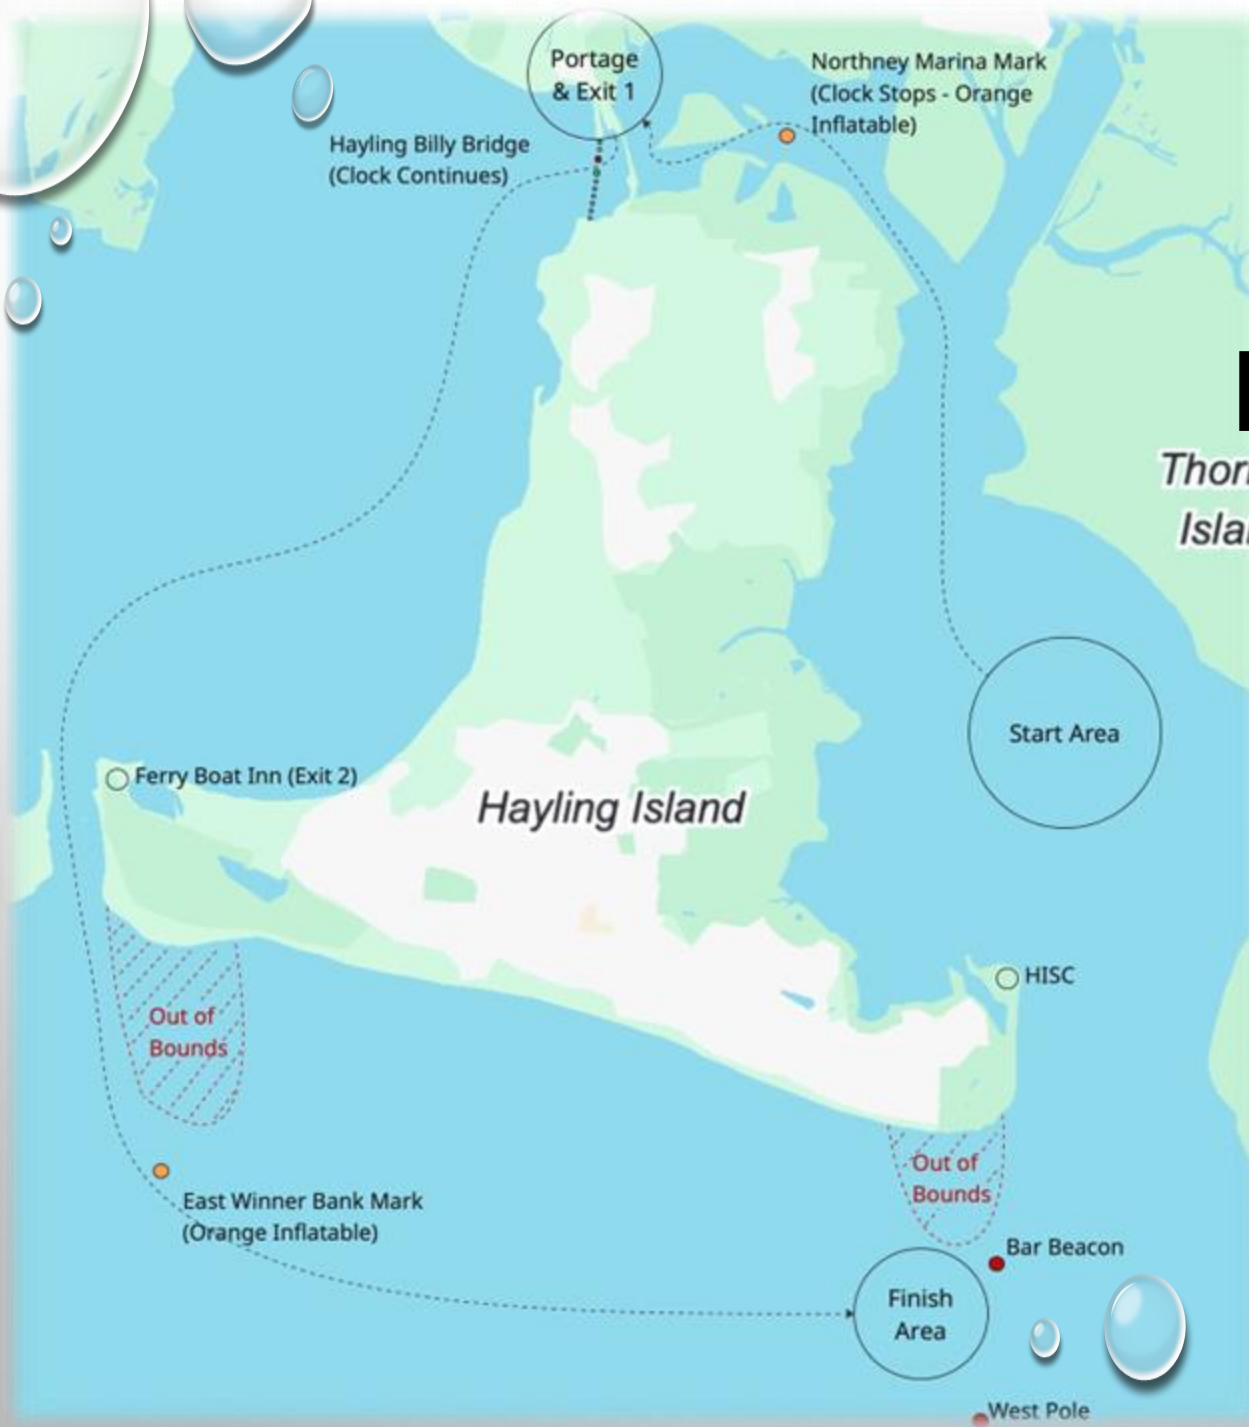 Portage
& Exit 1
Northney Marina Mark
(Clock Stops - Orange
Inflatable)
Hayling Billy Bridge
(Clock Continues)
Start Area
Ferry Boat Inn (Exit 2)
Hayling Island
HISC
Out of
Bounds
Out of
Bounds
East Winner Bank Mark
(Orange Inflatable)
Bar Beacon
Finish
Area
West Pole